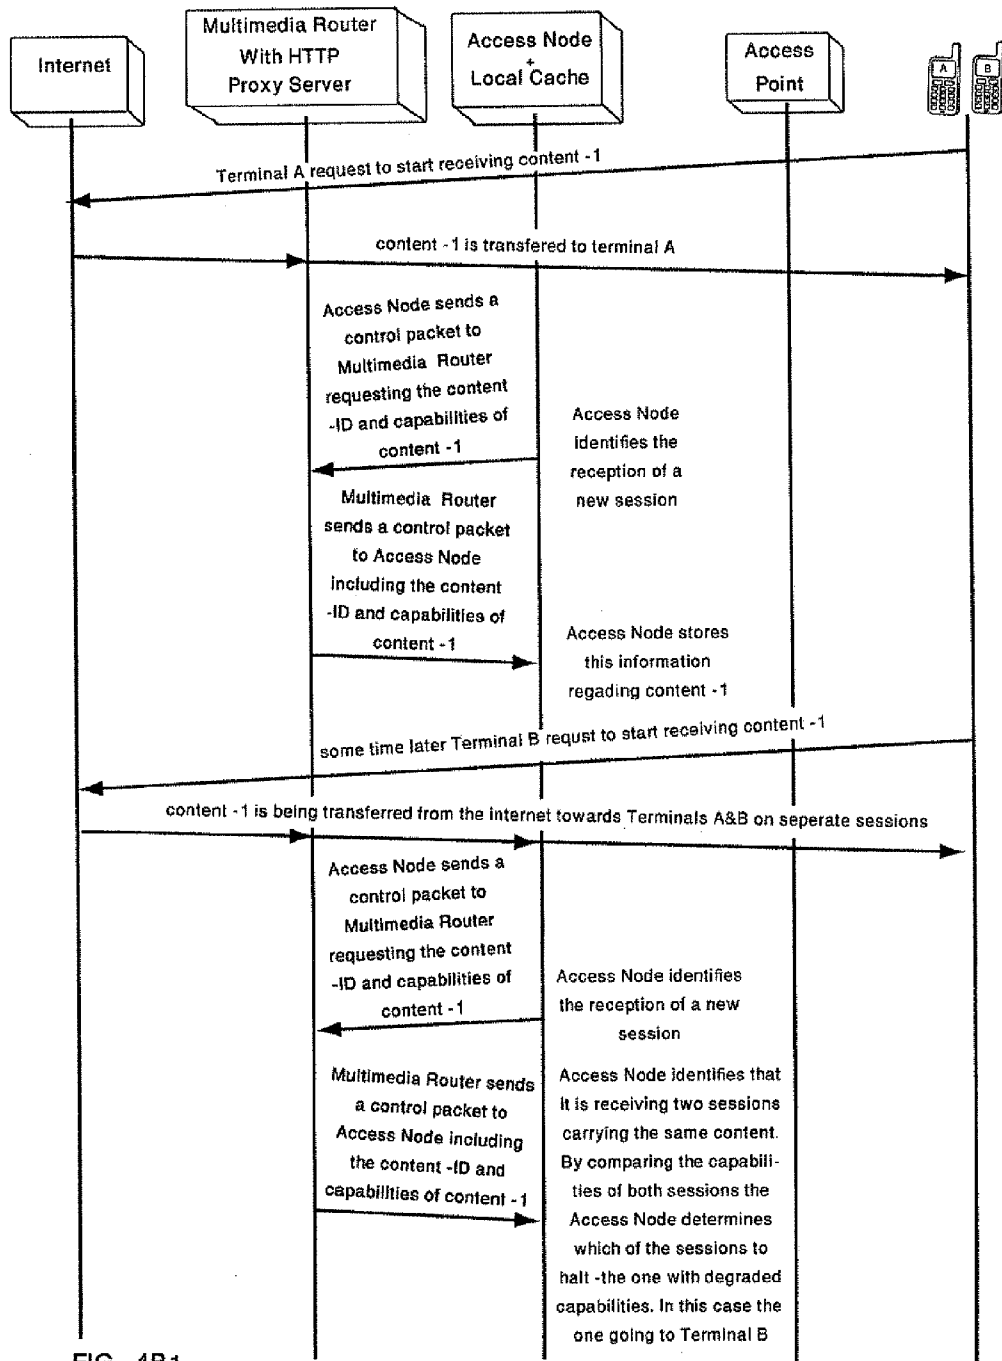 Internet
Multimedia Router
With HTTP
Proxy Server
Access Node
+
Local Cache
Access
Point
A
B
Terminal A request to start receiving content -1
content -1 is transfered to terminal A
Access Node sends a
control packet to
Multimedia Router
requesting the content
-ID and capabilities of
content -1
Access Node
identifies the
reception of a
new session
Multimedia Router
sends a control packet
to Access Node
including the content
-ID and capabilities of
content -1
Access Node stores
this information
regading content -1
some time later Terminal B requst to start receiving content -1
content -1 is being transferred from the internet towards Terminals A&B on seperate sessions
Access Node sends a
control packet to
Multimedia Router
requesting the content
-ID and capabilities of
content -1
Access Node identifies
the reception of a new
session
Multimedia Router sends
a control packet to
Access Node including
the content -ID and
capabilities of content -1
Access Node identifies that
it is receiving two sessions
carrying the same content.
By comparing the capabili-
ties of both sessions the
Access Node determines
which of the sessions to
halt -the one with degraded
capabilities. In this case the
one going to Terminal B
FIG. 4B1